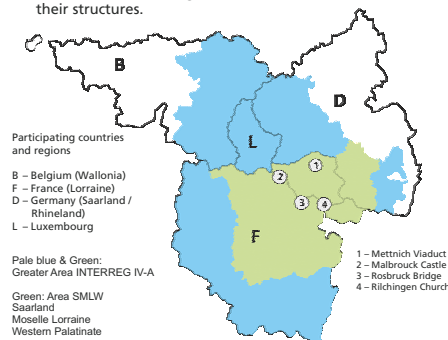 their structures.
B
D
L
F
1
2
3
4
Participating countries
and regions
B – Belgium (Wallonia)
F – France (Lorraine)
D – Germany (Saarland /
Rhineland)
L – Luxembourg
Pale blue & Green:
Greater Area INTERREG IV-A
Green: Area SMLW
Saarland
Moselle Lorraine
Western Palatinate
1 – Mettnich Viaduct
2 – Malbrouck Castle
3 – Rosbruck Bridge
4 – Rilchingen Church